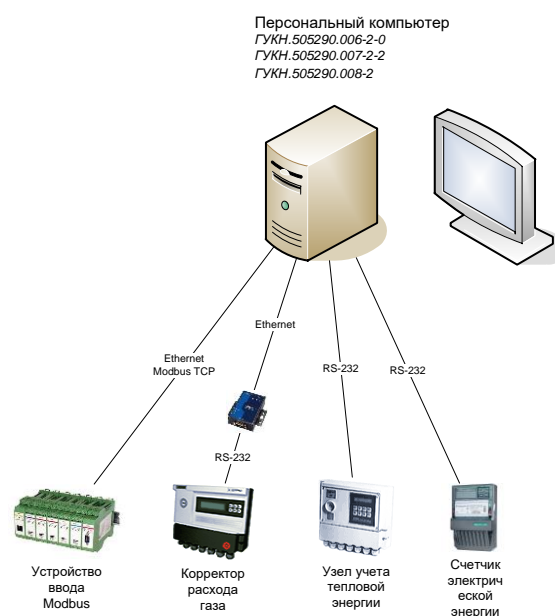 Персональный компьютер
ГУКН.505290.006-2-0
ГУКН.505290.007-2-2
ГУКН.505290.008-2
Ethernet
Ethernet
Modbus TCP
RS-232
RS-232
RS-232
Устройство
ввода
Modbus
Корректор
расхода
газа
Узел учета
тепловой
энергии
Счетчик
электрич
еской
энергии